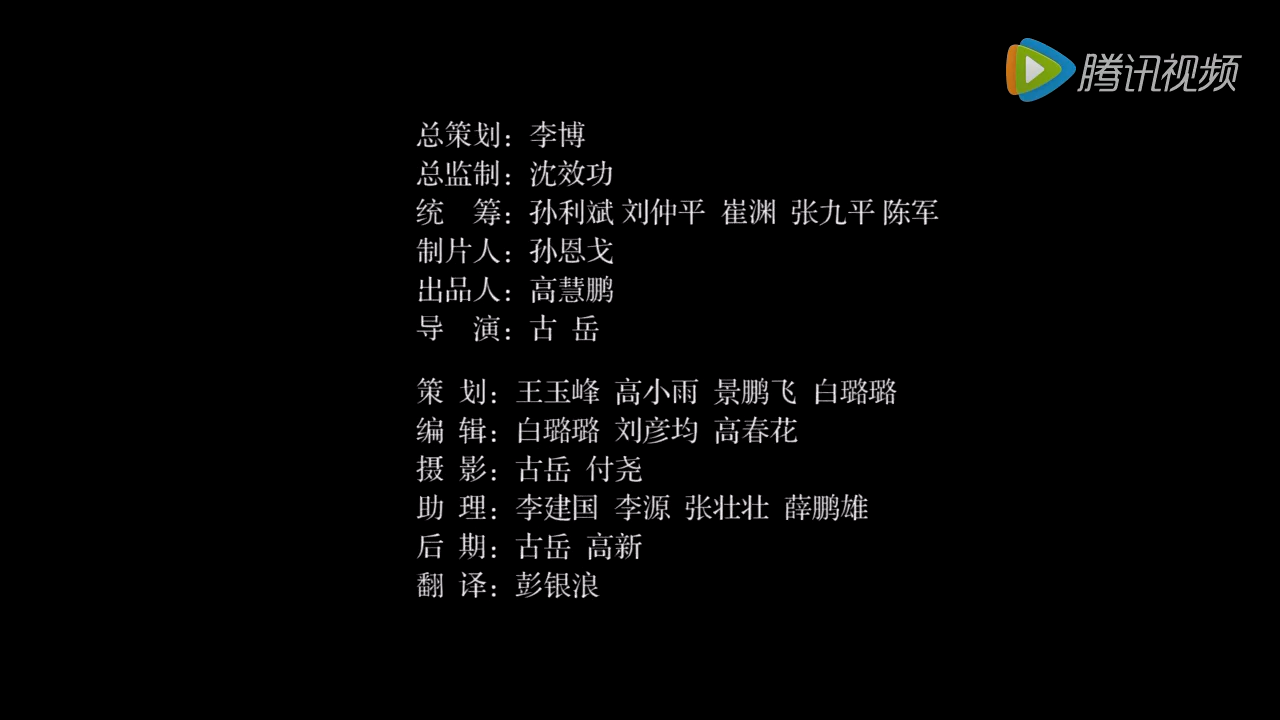 腾讯视频
总策划：李博
总监制：沈效功
统　筹：孙利斌 刘仲平 崔渊 张九平 陈军
制片人：孙恩戈
出品人：高慧鹏
导　演：古 岳
策 划：王玉峰 高小雨 景鹏飞 白璐璐
编 辑：白璐璐 刘彦均 高春花
摄 影：古岳 付尧
助 理：李建国 李源 张壮壮 薛鹏雄
后 期：古岳 高新
翻 译：彭银浪